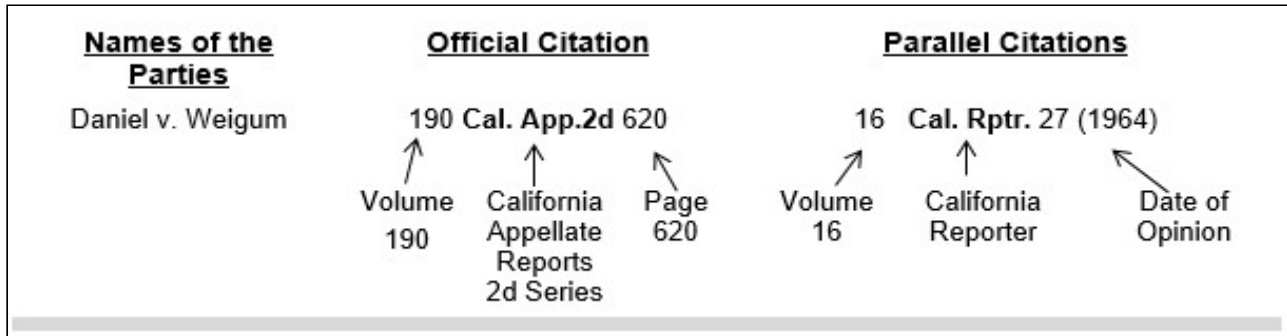 Names of the Parties
Official Citation
Parallel Citations
Daniel v. Weigum
190 Cal. App.2d 620
16 Cal. Rptr. 27 (1964)
Volume
190
California
Appellate
Reports
2d Series
Page
620
Volume
16
California
Reporter
Date of
Opinion